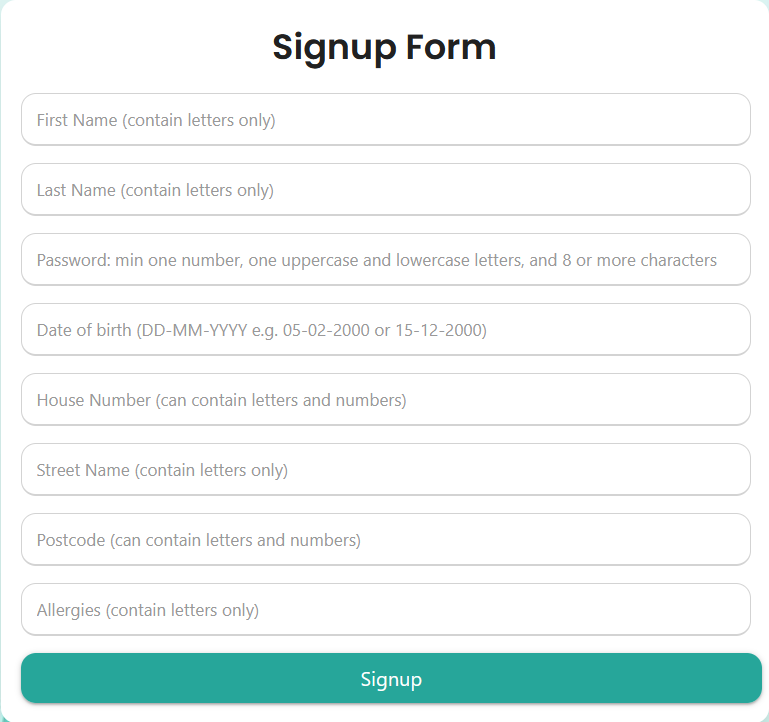 Signup Form
First Name (contain letters only)
Last Name (contain letters only)
Password: min one number, one uppercase and lowercase letters, and 8 or more characters
Date of birth (DD-MM-YYYY e.g. 05-02-2000 or 15-12-2000)
House Number (can contain letters and numbers)
Street Name (contain letters only)
Postcode (can contain letters and numbers)
Allergies (contain letters only)
Signup